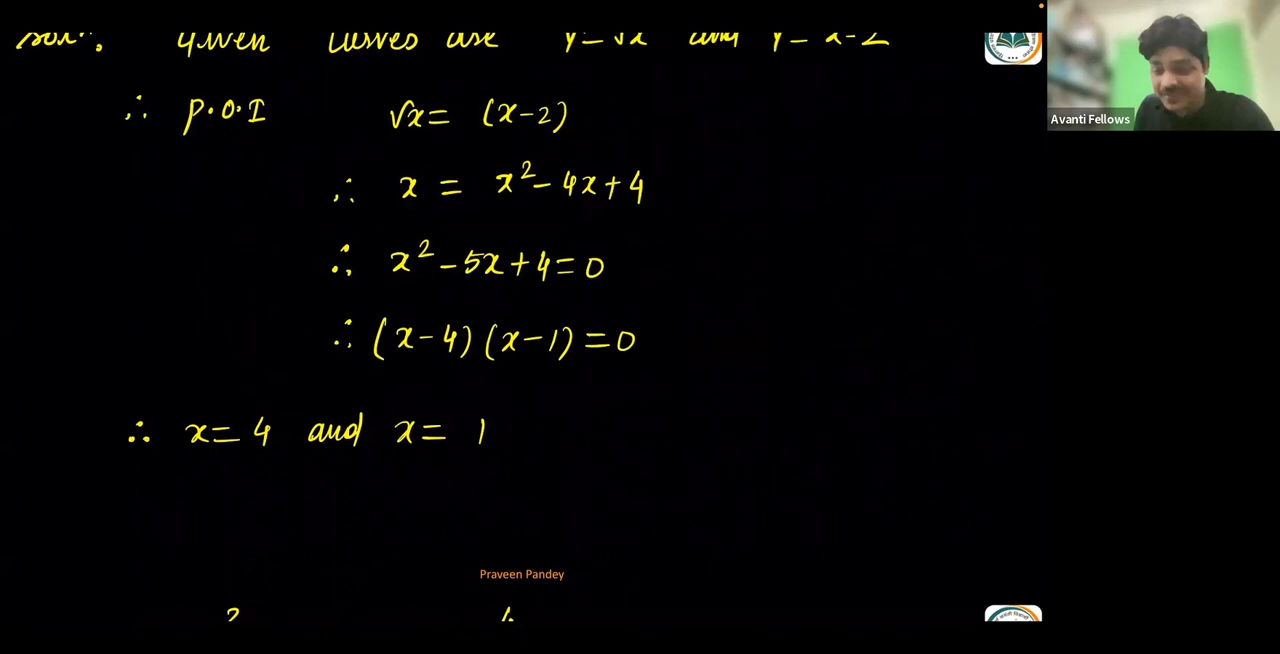 Soln. Given curves are y=√x and y=x-2
Avanti Fellows
∴ P.O.I √x= (x-2)
∴ x = x²-4x+4
∴ x²-5x+4=0
∴ (x-4)(x-1)=0
∴ x=4 and x= 1
Praveen Pandey